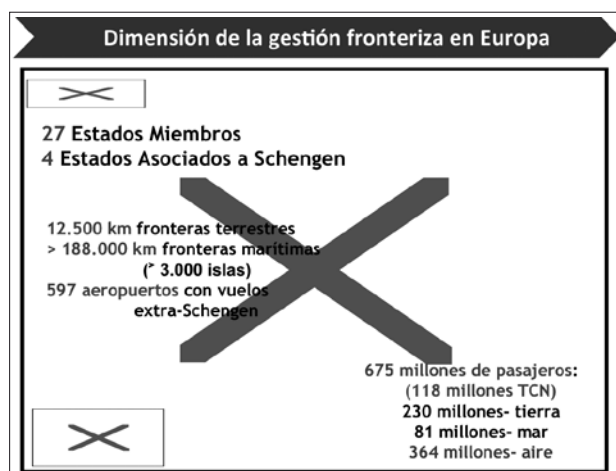 Dimensión de la gestión fronteriza en Europa
27 Estados Miembros
4 Estados Asociados a Schengen
12.500 km fronteras terrestres
> 188.000 km fronteras marítimas
(> 3.000 islas)
597 aeropuertos con vuelos
extra-Schengen
675 millones de pasajeros:
(118 millones TCN)
230 millones- tierra
81 millones- mar
364 millones- aire